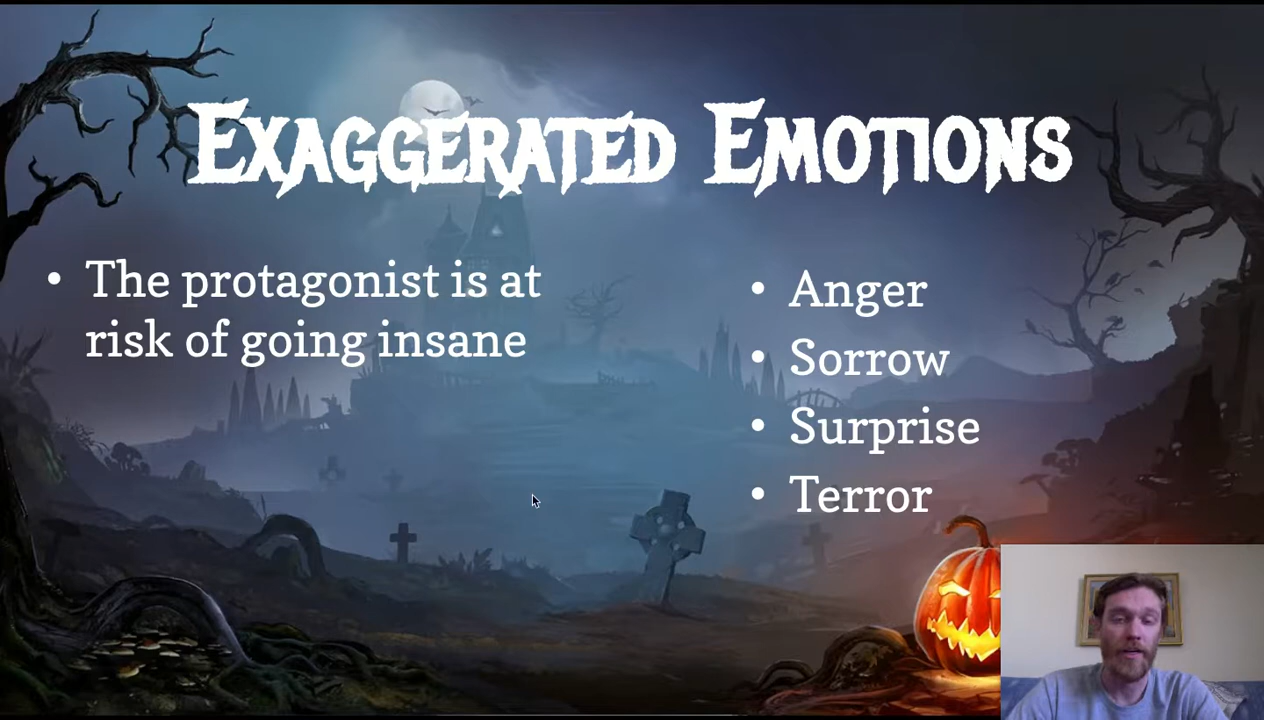 Exaggerated Emotions
• The protagonist is at
risk of going insane
• Anger
• Sorrow
• Surprise
• Terror